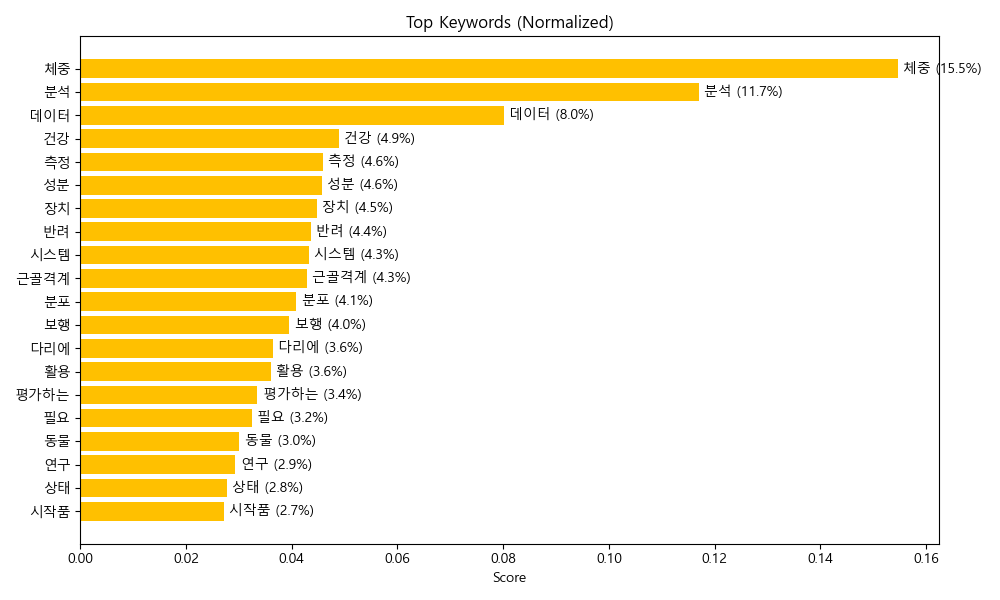 Top Keywords (Normalized)
체중 체중 (15.5%)
분석 분석 (11.7%)
데이터 데이터 (8.0%)
건강 건강 (4.9%)
측정 측정 (4.6%)
성분 성분 (4.6%)
장치 장치 (4.5%)
반려 반려 (4.4%)
시스템 시스템 (4.3%)
근골격계 근골격계 (4.3%)
분포 분포 (4.1%)
보행 보행 (4.0%)
다리에 다리에 (3.6%)
활용 활용 (3.6%)
평가하는 평가하는 (3.4%)
필요 필요 (3.2%)
동물 동물 (3.0%)
연구 연구 (2.9%)
상태 상태 (2.8%)
시작품 시작품 (2.7%)
0.00 0.02 0.04 0.06 0.08 0.10 0.12 0.14 0.16
Score